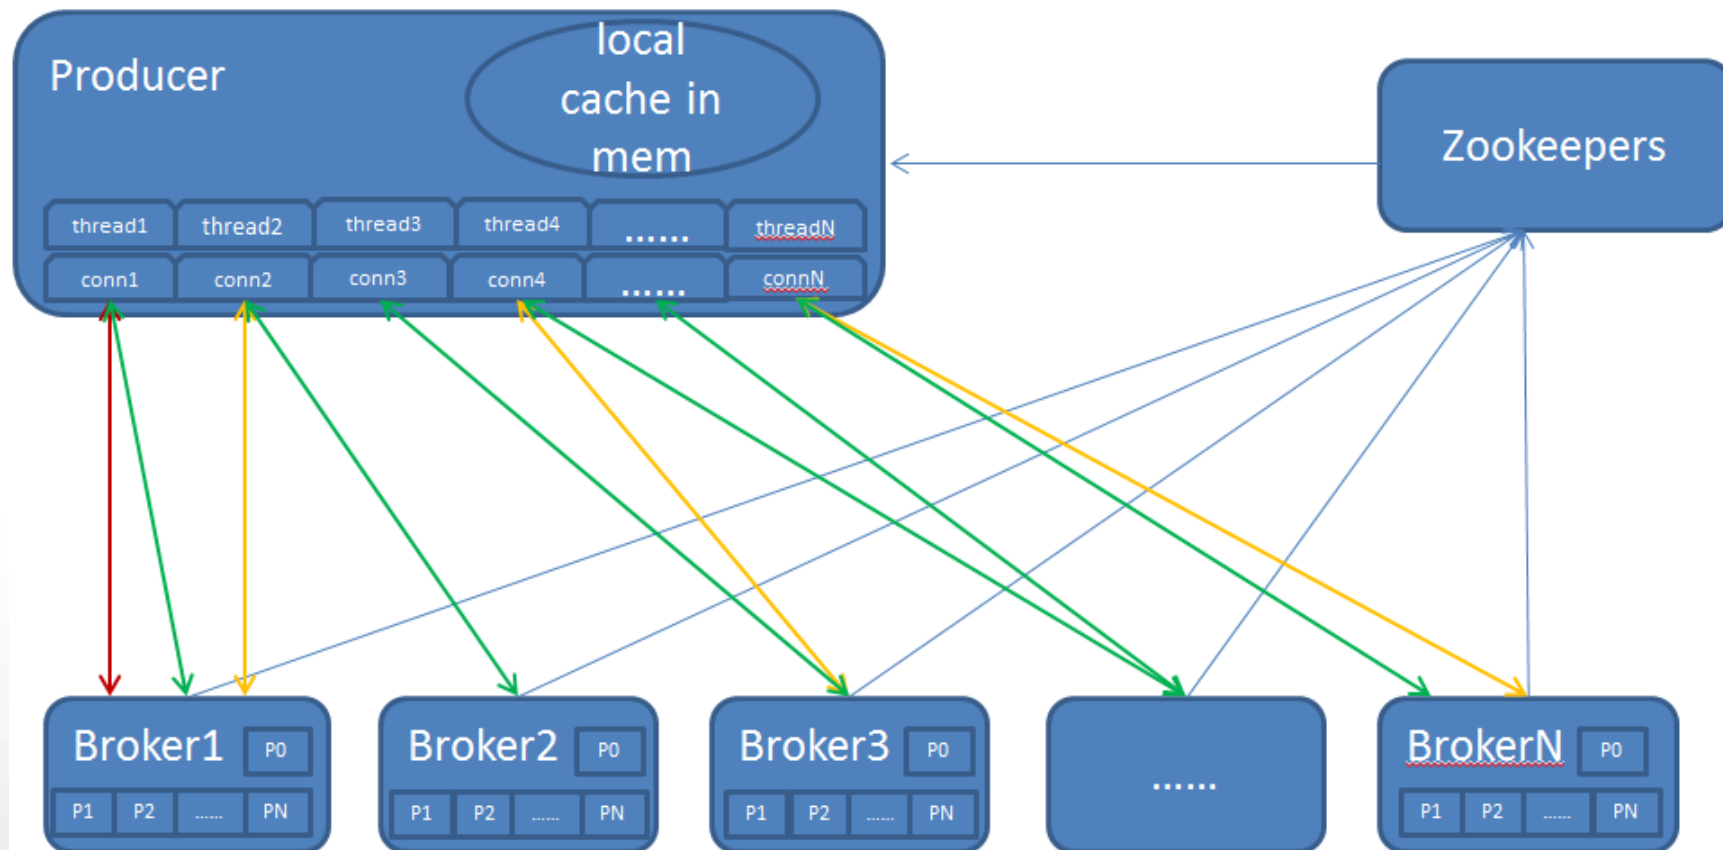 Producer
local
cache in
mem
Zookeepers
thread1 thread2 thread3 thread4 ...... threadN
conn1 conn2 conn3 conn4 ...... connN
Broker1 P0
P1 P2 ...... PN
Broker2 P0
P1 P2 ...... PN
Broker3 P0
P1 P2 ...... PN
......
BrokerN P0
P1 P2 ...... PN